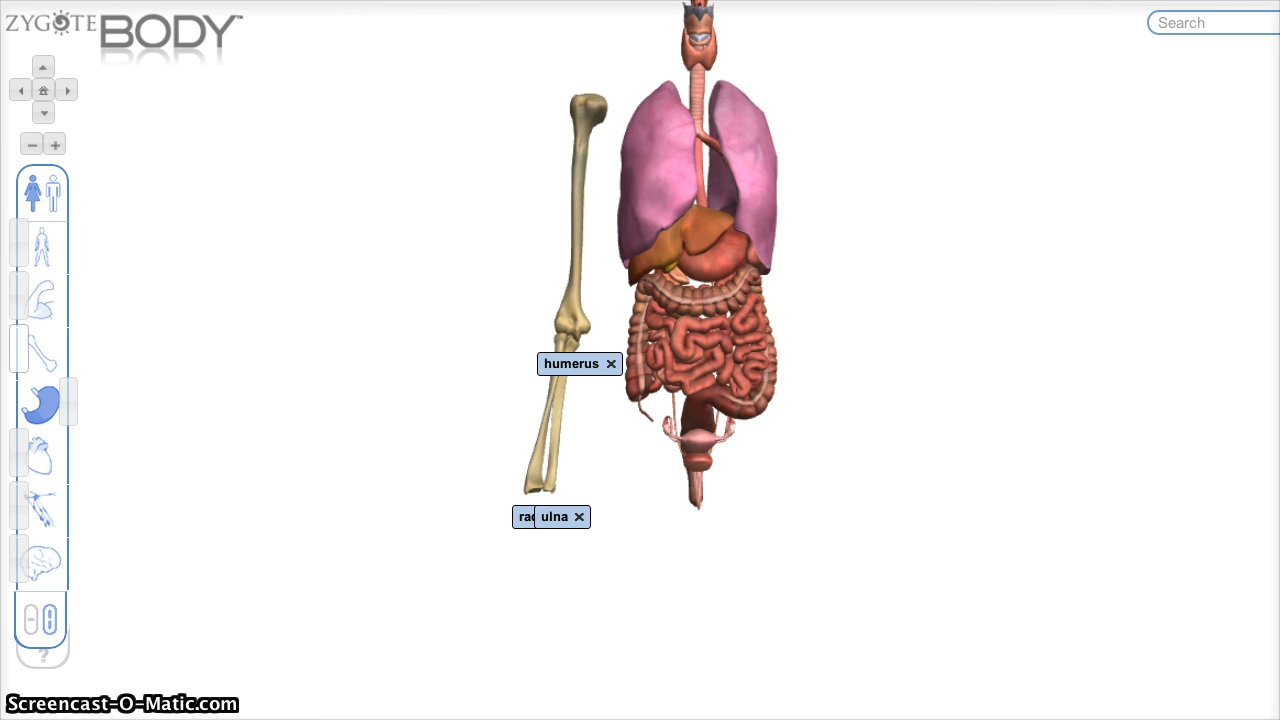 ZYGOTE BODY™
Search
humerus ×
ulna ×
?
Screencast-O-Matic.com